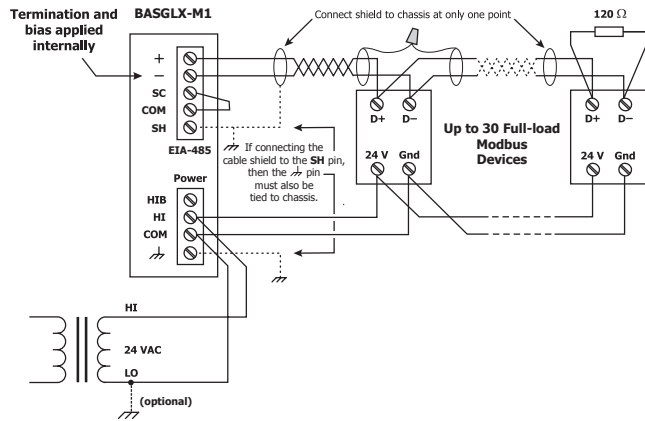 Termination and
bias applied
internally
BASGLX-M1
Connect shield to chassis at only one point
120 Ω
+
−
SC
COM
SH
EIA-485
D+
D−
24 V
Gnd
Up to 30 Full-load
Modbus
Devices
D+
D−
24 V
Gnd
If connecting the
cable shield to the SH pin,
then the pin
must also be
tied to chassis.
Power
HIB
HI
COM
HI
24 VAC
LO
(optional)